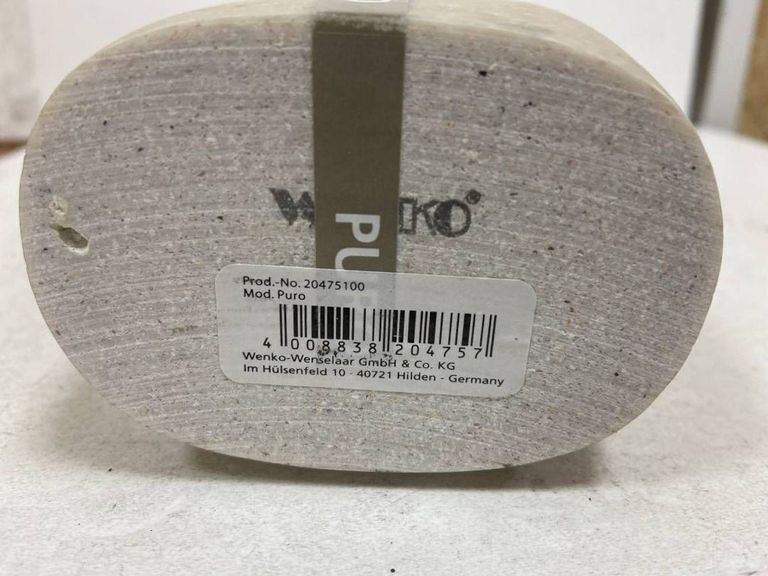 WENKO®
PUR
Prod.-No. 20475100
Mod. Puro
4 008838 204757
Wenko-Wenselaar GmbH & Co. KG
Im Hülsenfeld 10 · 40721 Hilden - Germany